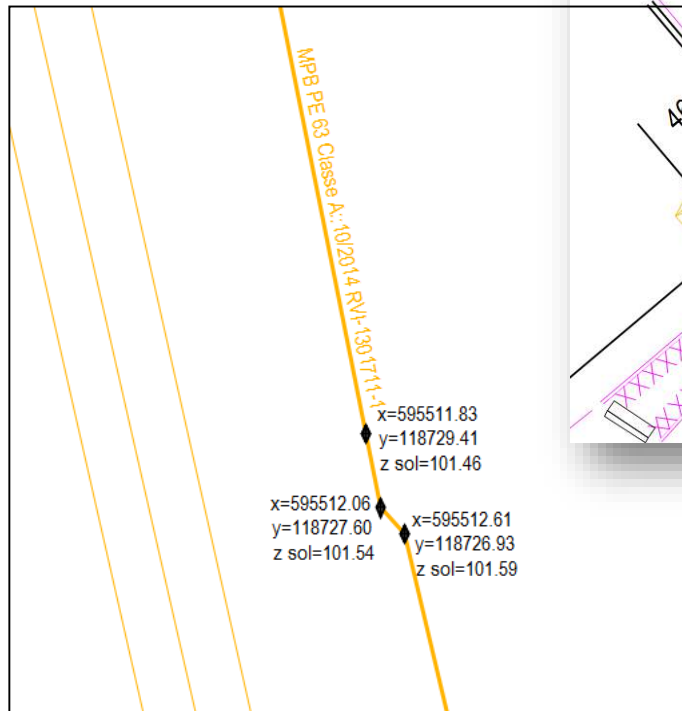 MPB PE 63 Classe A::10/2014 RVI-1301711-1
x=595511.83
y=118729.41
z sol=101.46
x=595512.06
y=118727.60
z sol=101.54
x=595512.61
y=118726.93
z sol=101.59